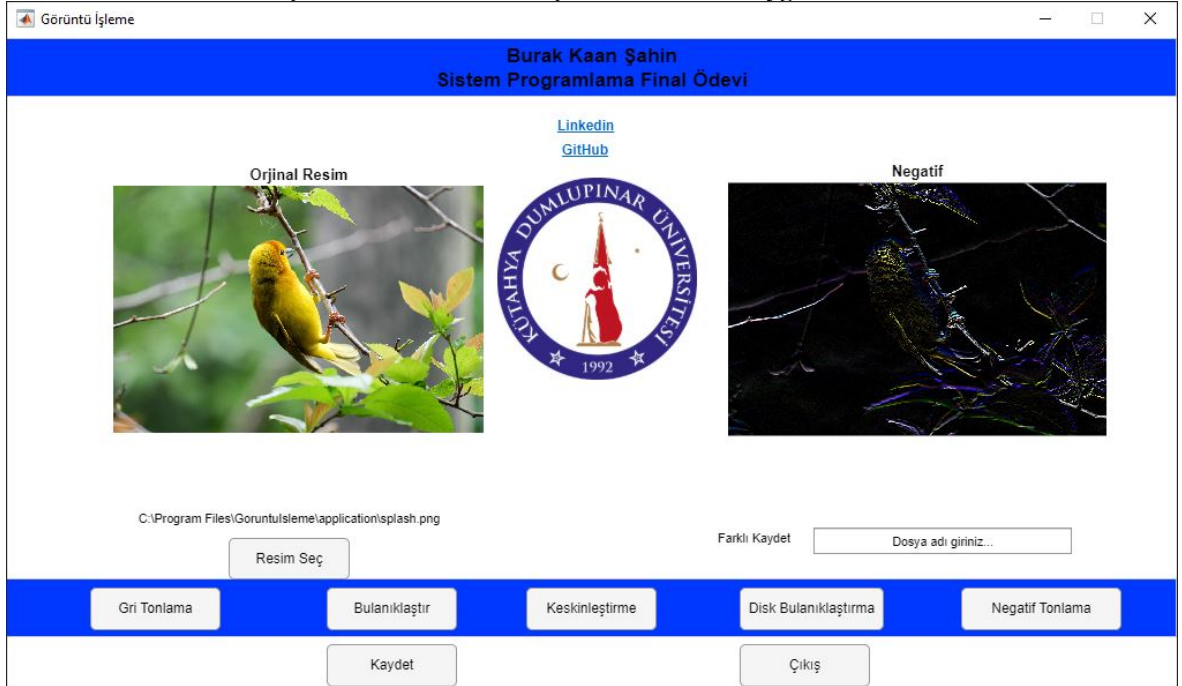 Görüntü İşleme
Burak Kaan Şahin
Sistem Programlama Final Ödevi
Linkedin
GitHub
Orjinal Resim
Negatif
KÜTAHYA DUMLUPINAR ÜNİVERSİTESİ
1992
C:\Program Files\GoruntuIsleme\application\splash.png
Farklı Kaydet
Dosya adı giriniz...
Resim Seç
Gri Tonlama
Bulanıklaştır
Keskinleştirme
Disk Bulanıklaştırma
Negatif Tonlama
Kaydet
Çıkış